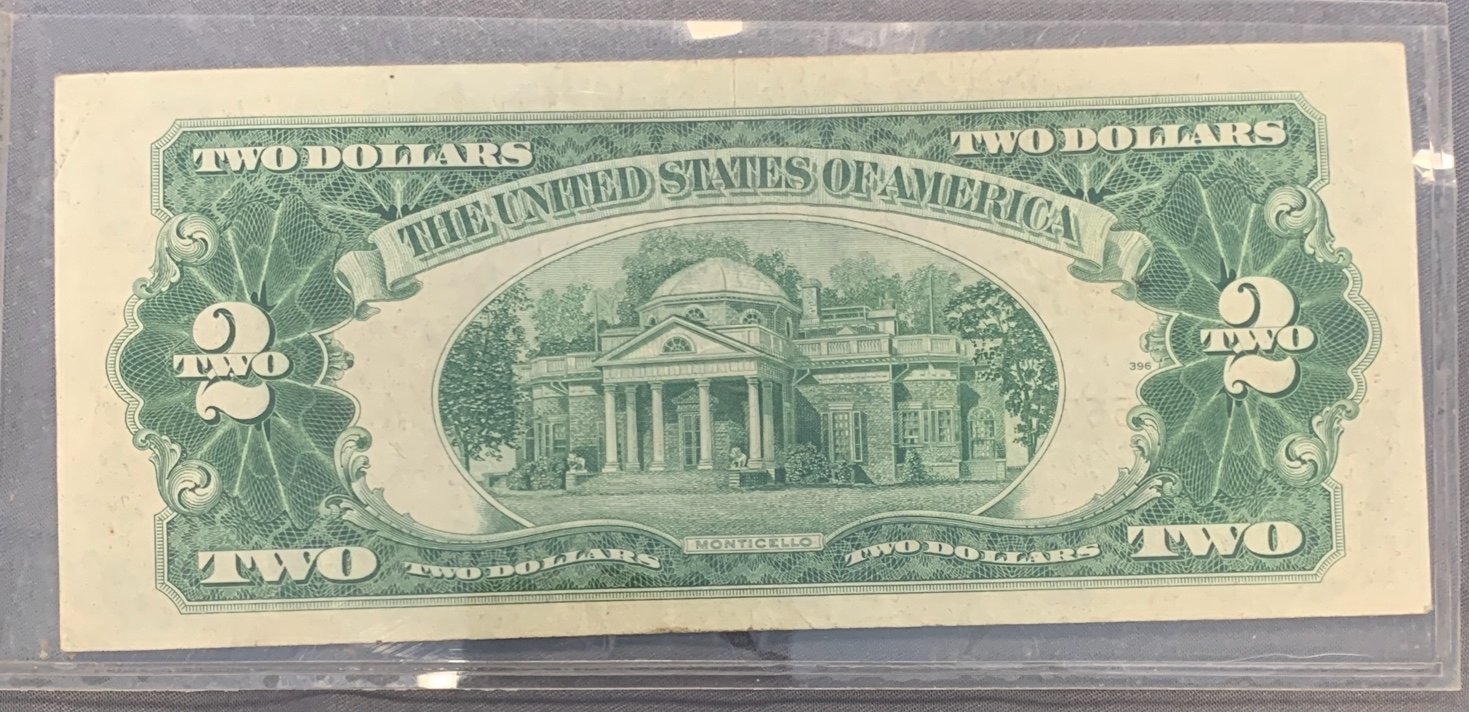 TWO DOLLARS TWO DOLLARS
THE UNITED STATES OF AMERICA
2 2
TWO TWO
396
MONTICELLO
TWO TWO DOLLARS TWO DOLLARS TWO